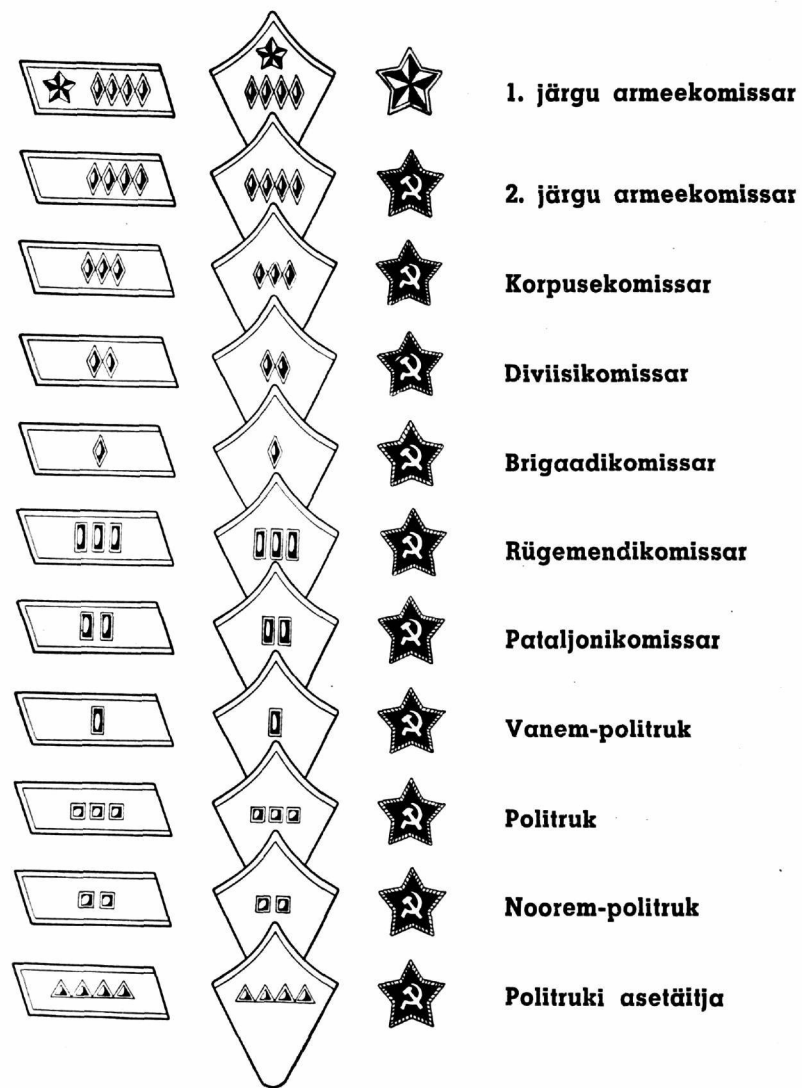 1. järgu armeekomissar
2. järgu armeekomissar
Korpusekomissar
Diviisikomissar
Brigaadikomissar
Rügemendikomissar
Pataljonikomissar
Vanem-politruk
Politruk
Noorem-politruk
Politruki asetäitja